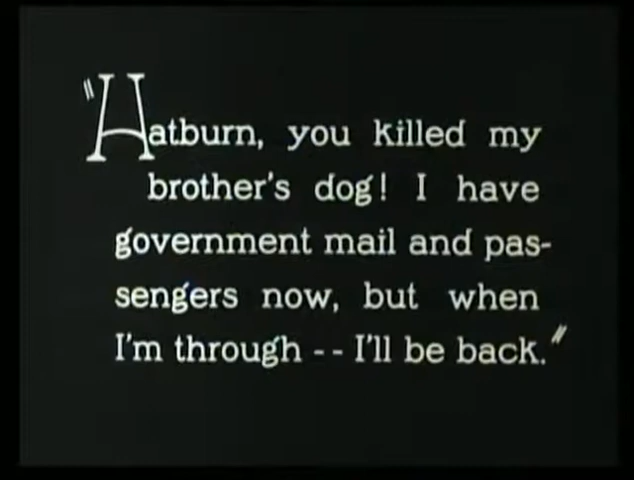 "Hatburn, you killed my
brother's dog! I have
government mail and pas-
sengers now, but when
I'm through -- I'll be back."